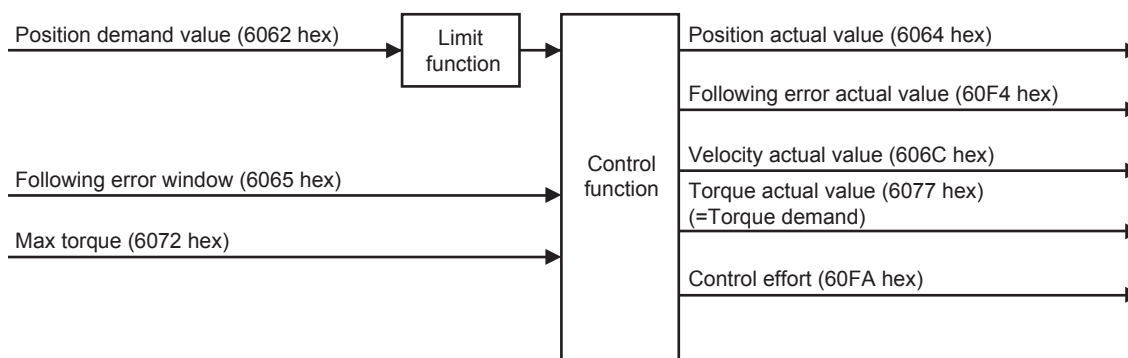 Position demand value (6062 hex)
Limit
function
Following error window (6065 hex)
Max torque (6072 hex)
Control
function
Position actual value (6064 hex)
Following error actual value (60F4 hex)
Velocity actual value (606C hex)
Torque actual value (6077 hex)
(=Torque demand)
Control effort (60FA hex)